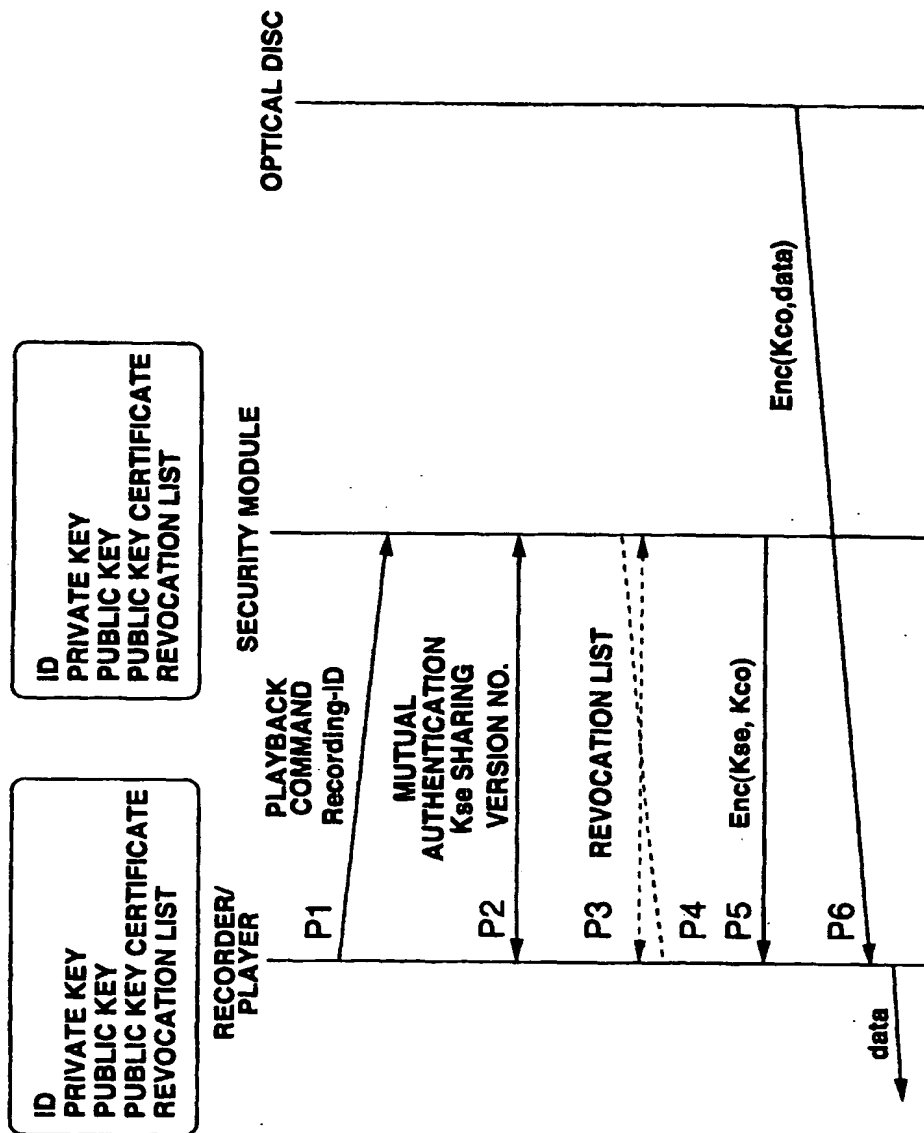 ID
PRIVATE KEY
PUBLIC KEY
PUBLIC KEY CERTIFICATE
REVOCATION LIST
ID
PRIVATE KEY
PUBLIC KEY
PUBLIC KEY CERTIFICATE
REVOCATION LIST
RECORDER/
PLAYER
SECURITY MODULE
OPTICAL DISC
P1
PLAYBACK
COMMAND
Recording-ID
P2
MUTUAL
AUTHENTICATION
Kse SHARING
VERSION NO.
P3
REVOCATION LIST
P4
P5
Enc(Kse, Kco)
P6
Enc(Kco,data)
data